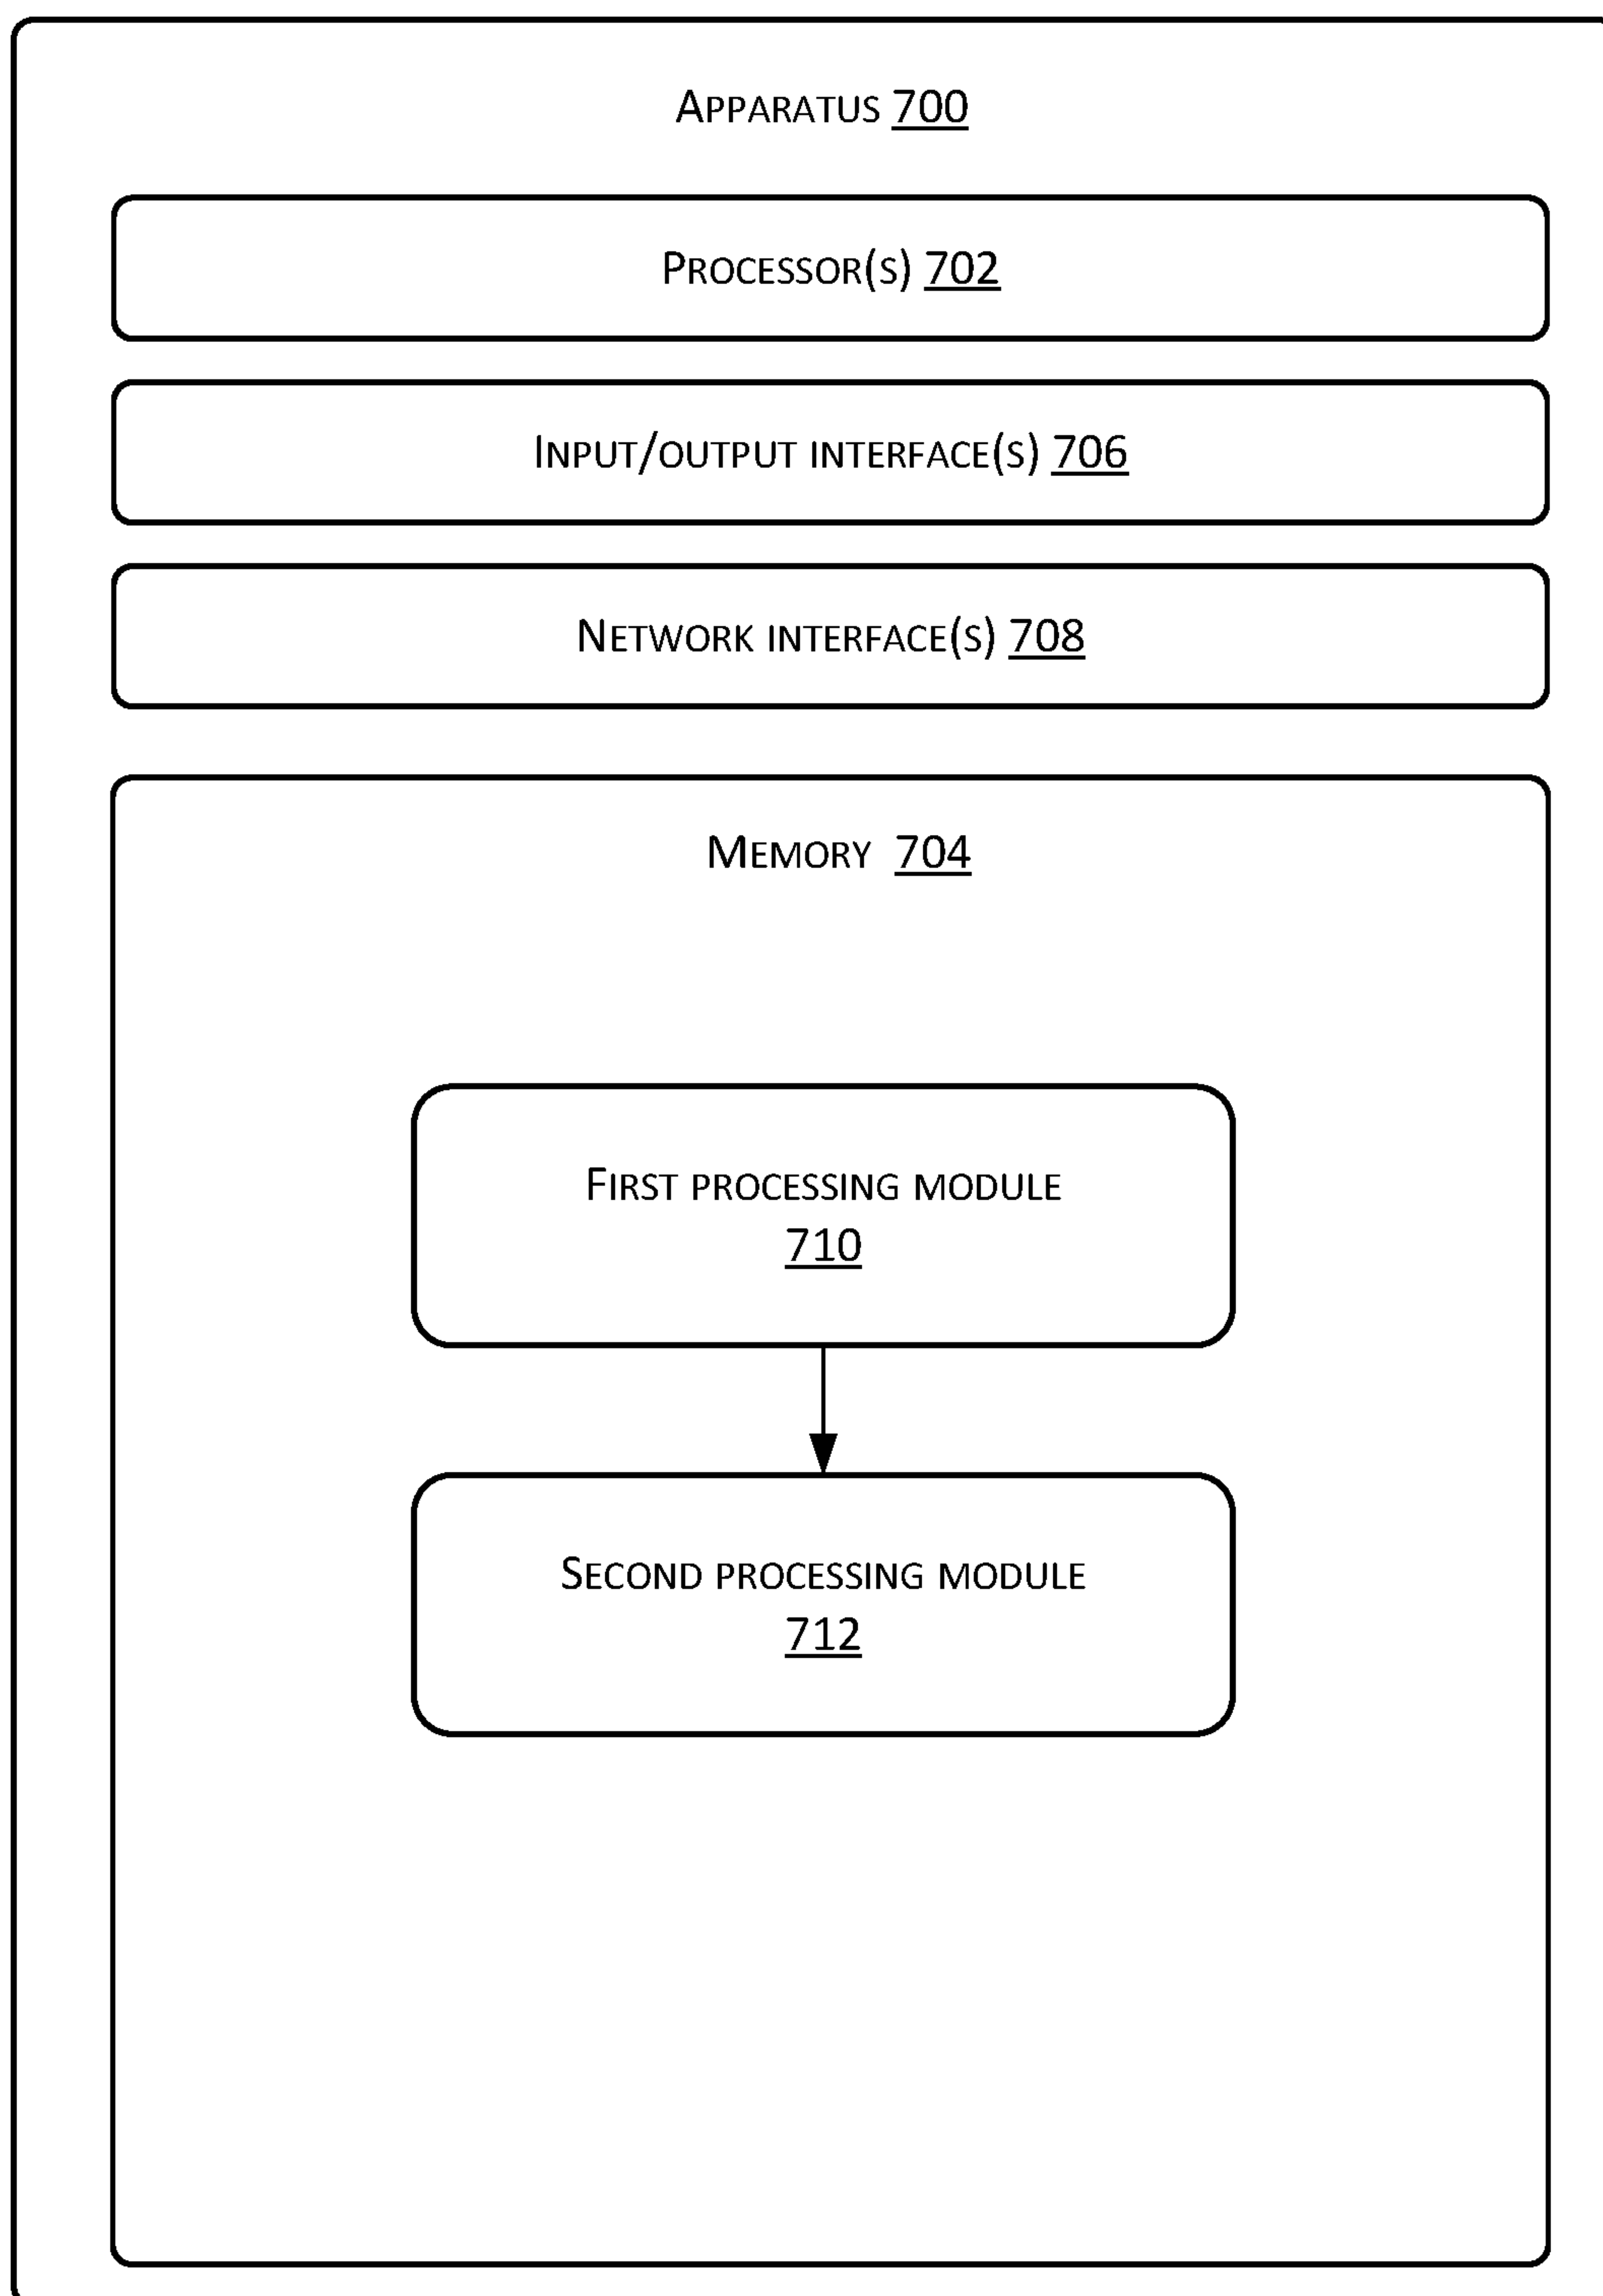 Apparatus 700
Processor(s) 702
Input/output interface(s) 706
Network interface(s) 708
Memory 704
First processing module
710
Second processing module
712